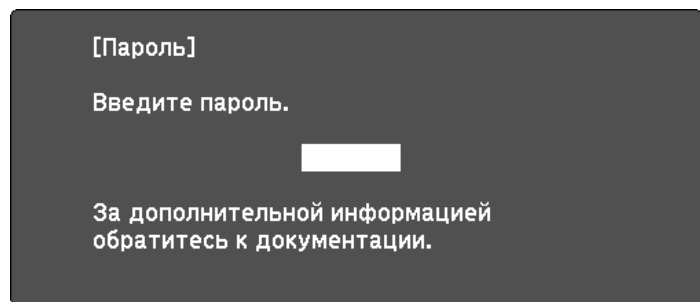 [Пароль]
Введите пароль.
За дополнительной информацией
обратитесь к документации.